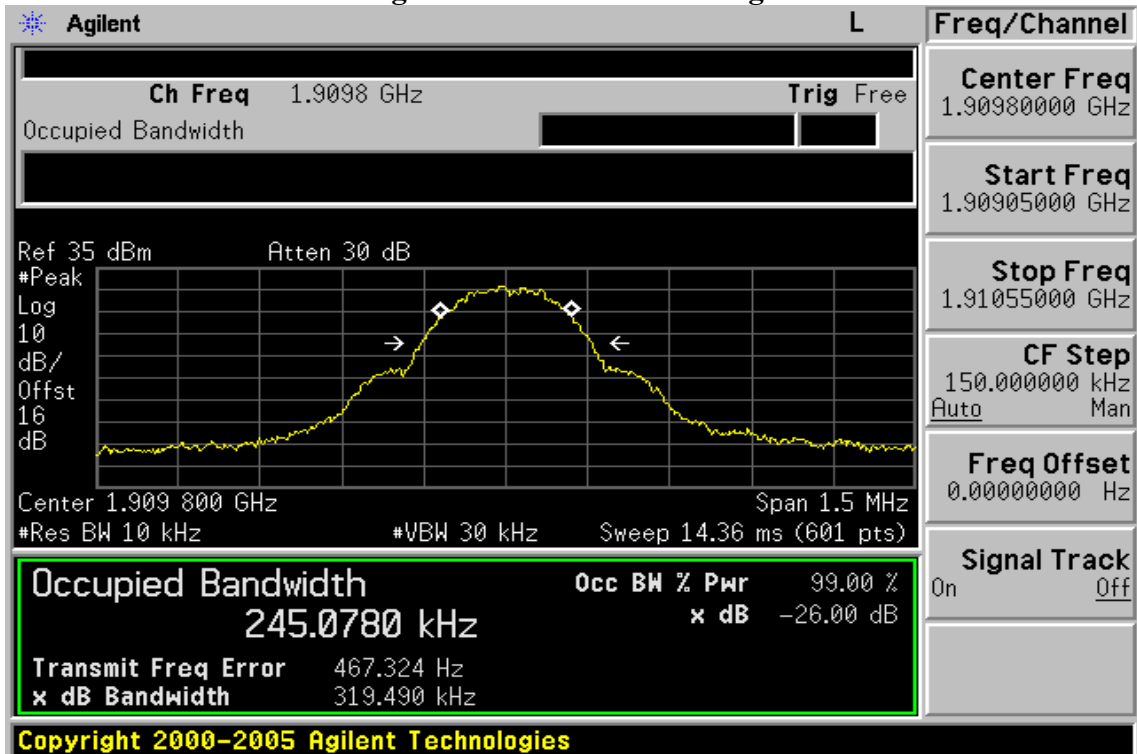 Agilent L Freq/Channel
Ch Freq 1.9098 GHz Trig Free
Occupied Bandwidth
Center Freq
1.90980000 GHz
Start Freq
1.90905000 GHz
Stop Freq
1.91055000 GHz
CF Step
150.000000 kHz
Auto Man
Freq Offset
0.00000000 Hz
Signal Track
On Off
Ref 35 dBm Atten 30 dB
#Peak
Log
10
dB/
Offst
16
dB
Center 1.909 800 GHz Span 1.5 MHz
#Res BW 10 kHz #VBW 30 kHz Sweep 14.36 ms (601 pts)
Occupied Bandwidth Occ BW % Pwr 99.00 %
245.0780 kHz x dB -26.00 dB
Transmit Freq Error 467.324 Hz
x dB Bandwidth 319.490 kHz
Copyright 2000-2005 Agilent Technologies